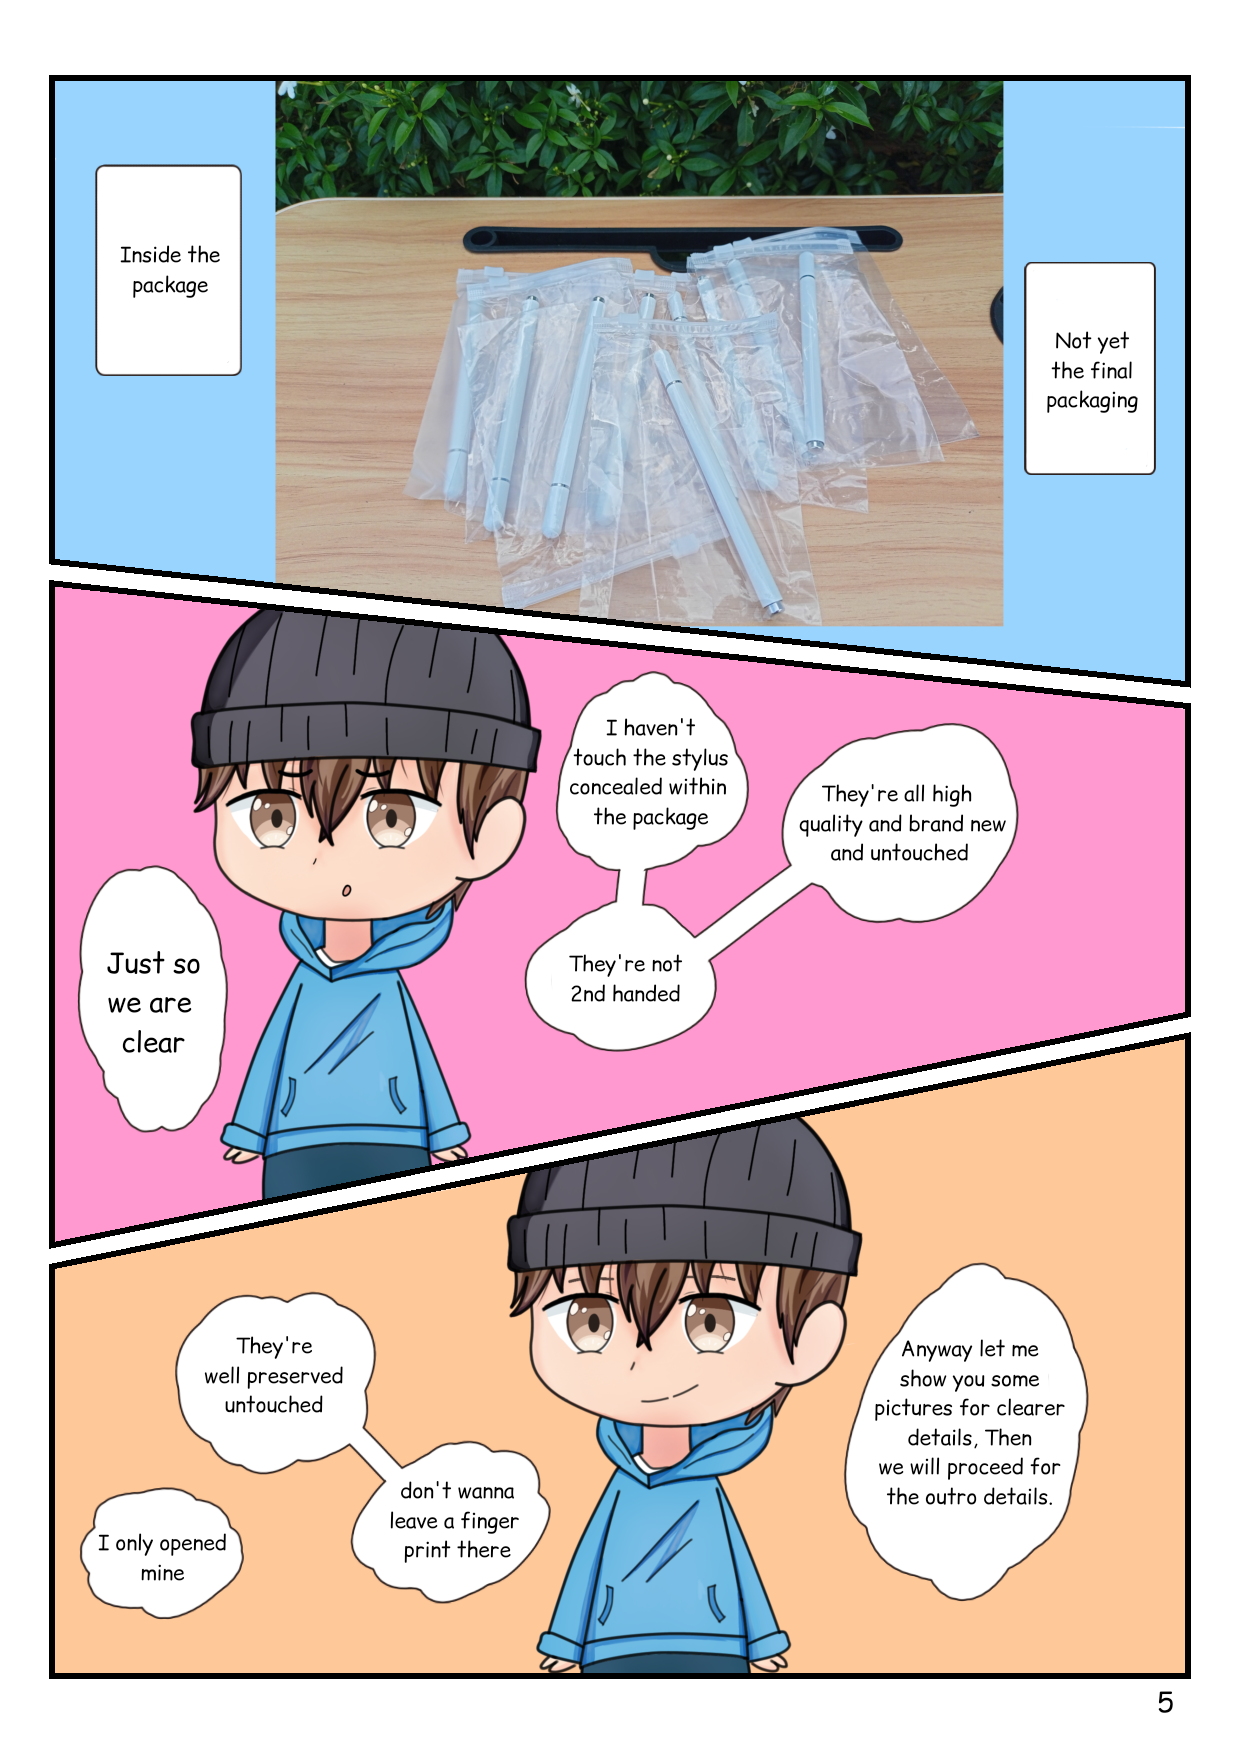 Inside the
package
Not yet
the final
packaging
Just so
we are
clear
I haven't
touch the stylus
concealed within
the package
They're not
2nd handed
They're all high
quality and brand new
and untouched
They're
well preserved
untouched
don't wanna
leave a finger
print there
I only opened
mine
Anyway let me
show you some
pictures for clearer
details, Then
we will proceed for
the outro details.
5